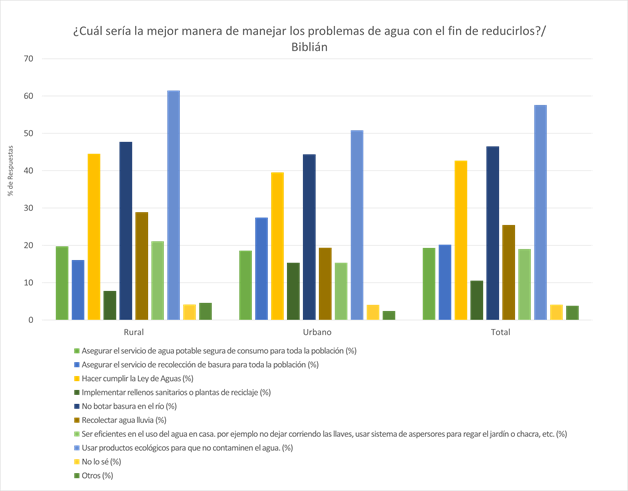 ¿Cuál sería la mejor manera de manejar los problemas de agua con el fin de reducirlos?/
Biblián
% de Respuestas
70
60
50
40
30
20
10
0
Rural
Urbano
Total
Asegurar el servicio de agua potable segura de consumo para toda la población (%)
Asegurar el servicio de recolección de basura para toda la población (%)
Hacer cumplir la Ley de Aguas (%)
Implementar rellenos sanitarios o plantas de reciclaje (%)
No botar basura en el río (%)
Recolectar agua lluvia (%)
Ser eficientes en el uso del agua en casa. por ejemplo no dejar corriendo las llaves, usar sistema de aspersores para regar el jardín o chacra, etc. (%)
Usar productos ecológicos para que no contaminen el agua. (%)
No lo sé (%)
Otros (%)